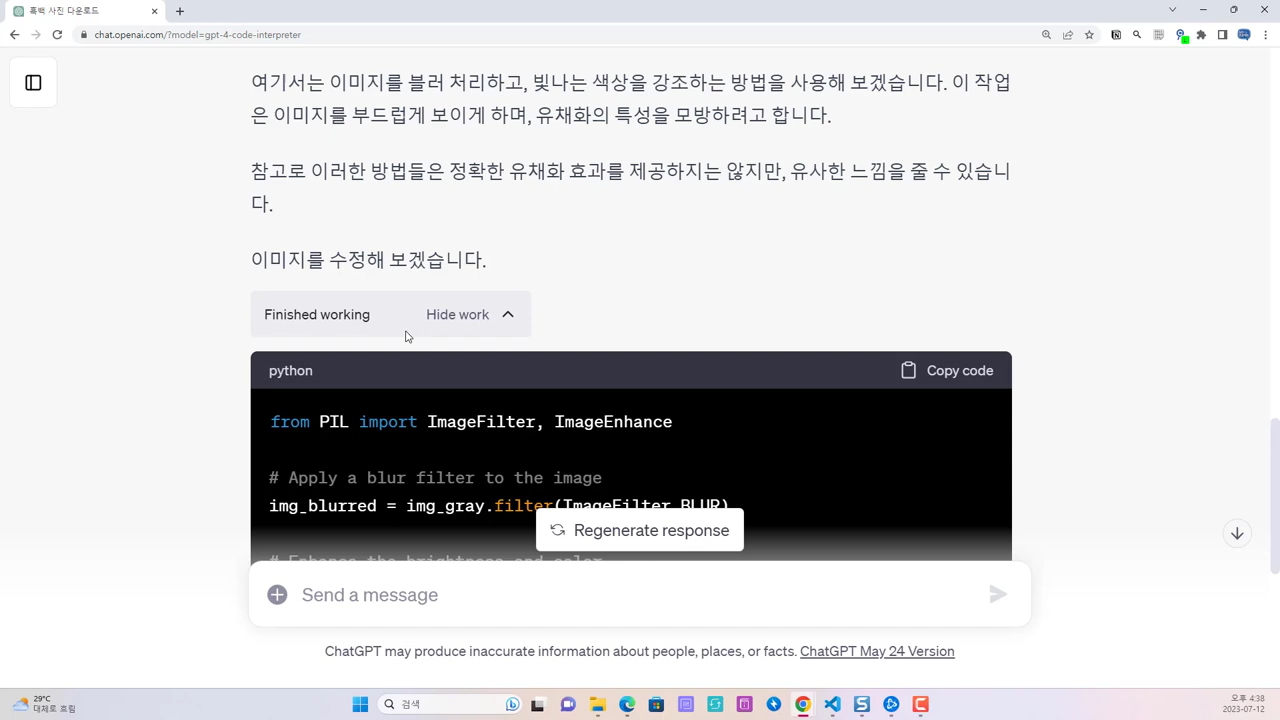 흑백 사진 다운로드
chat.openai.com/?model=gpt-4-code-interpreter
여기서는 이미지를 블러 처리하고, 빛나는 색상을 강조하는 방법을 사용해 보겠습니다. 이 작업
은 이미지를 부드럽게 보이게 하며, 유채화의 특성을 모방하려고 합니다.
참고로 이러한 방법들은 정확한 유채화 효과를 제공하지는 않지만, 유사한 느낌을 줄 수 있습니
다.
이미지를 수정해 보겠습니다.
Finished working Hide work
python Copy code
from PIL import ImageFilter, ImageEnhance
# Apply a blur filter to the image
img_blurred = img_gray.filter(ImageFilter.BLUR)
Regenerate response
# Enhance the brightness and color
Send a message
ChatGPT may produce inaccurate information about people, places, or facts. ChatGPT May 24 Version
29°C
대체로 흐림
검색
오후 4:38
2023-07-12